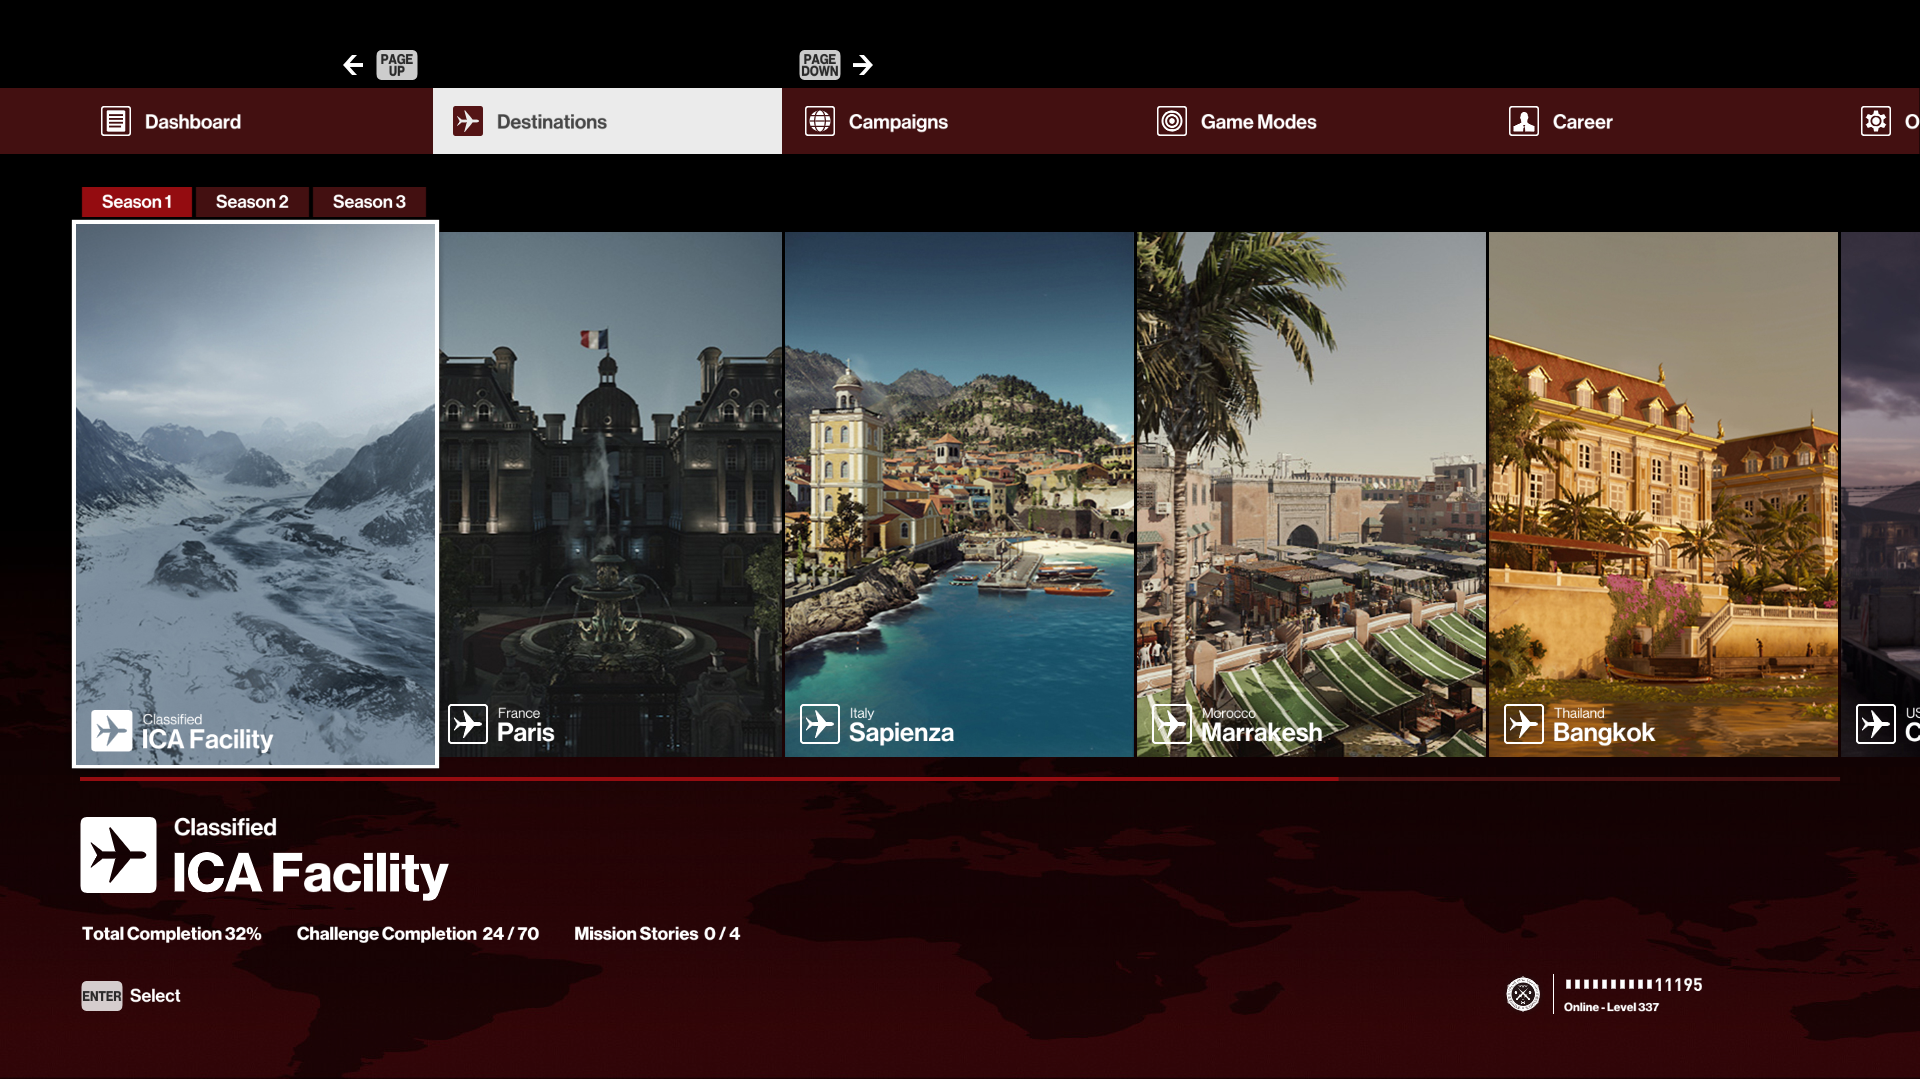 PAGE UP
PAGE DOWN
Dashboard
Destinations
Campaigns
Game Modes
Career
O
Season 1
Season 2
Season 3
Classified
ICA Facility
France
Paris
Italy
Sapienza
Morocco
Marrakesh
Thailand
Bangkok
US
C
Classified
ICA Facility
Total Completion 32%
Challenge Completion 24 / 70
Mission Stories 0 / 4
ENTER Select
11195
Online - Level 337